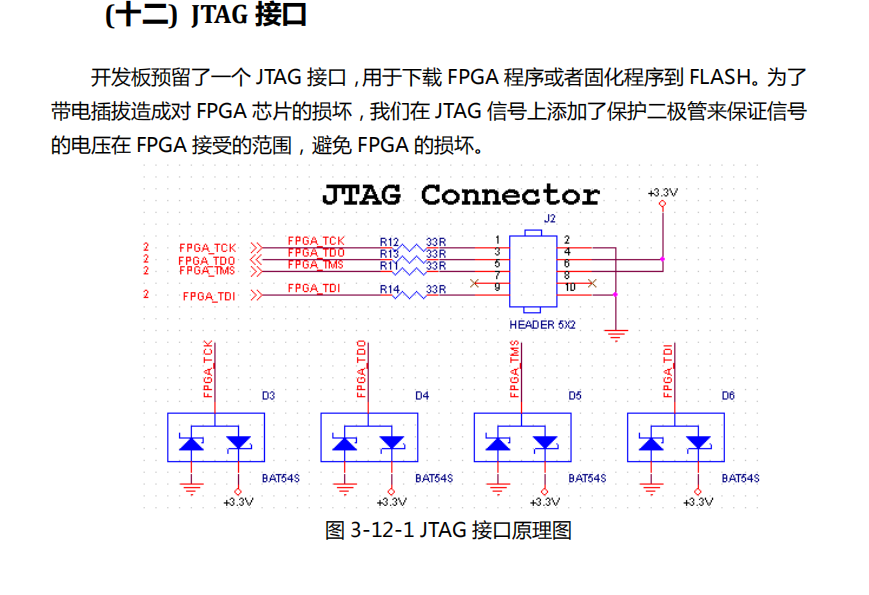 (十二) JTAG 接口
开发板预留了一个 JTAG 接口，用于下载 FPGA 程序或者固化程序到 FLASH。为了
带电插拔造成对 FPGA 芯片的损坏，我们在 JTAG 信号上添加了保护二极管来保证信号
的电压在 FPGA 接受的范围，避免 FPGA 的损坏。
JTAG Connector
+3.3V
J2
2 FPGA_TCK FPGA_TCK R12 33R 1 2
2 FPGA_TDO FPGA_TDO R13 33R 3 4
2 FPGA_TMS FPGA_TMS R11 33R 5 6
7 8
2 FPGA_TDI FPGA_TDI R14 33R 9 10
HEADER 5X2
FPGA_TCK FPGA_TDO FPGA_TMS FPGA_TDI
D3 D4 D5 D6
BAT54S BAT54S BAT54S BAT54S
+3.3V +3.3V +3.3V +3.3V
图 3-12-1 JTAG 接口原理图